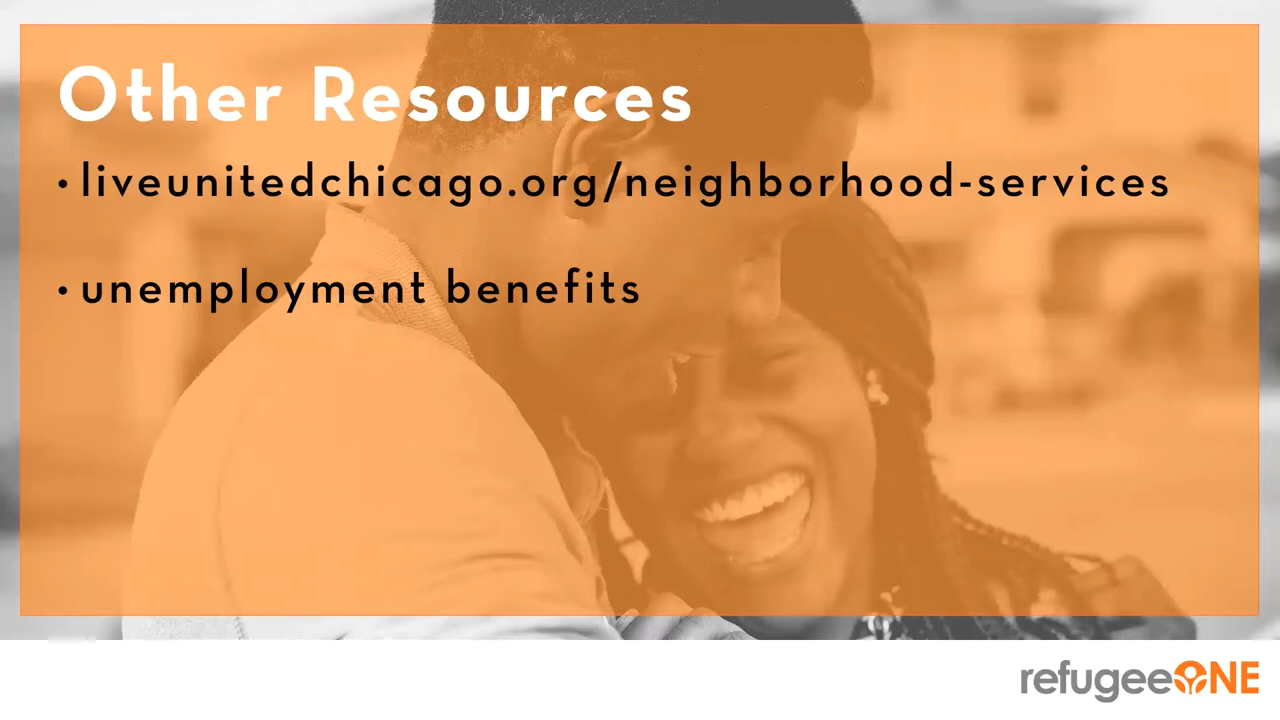 Other Resources
• liveunitedchicago.org/neighborhood-services
• unemployment benefits
refugeeONE